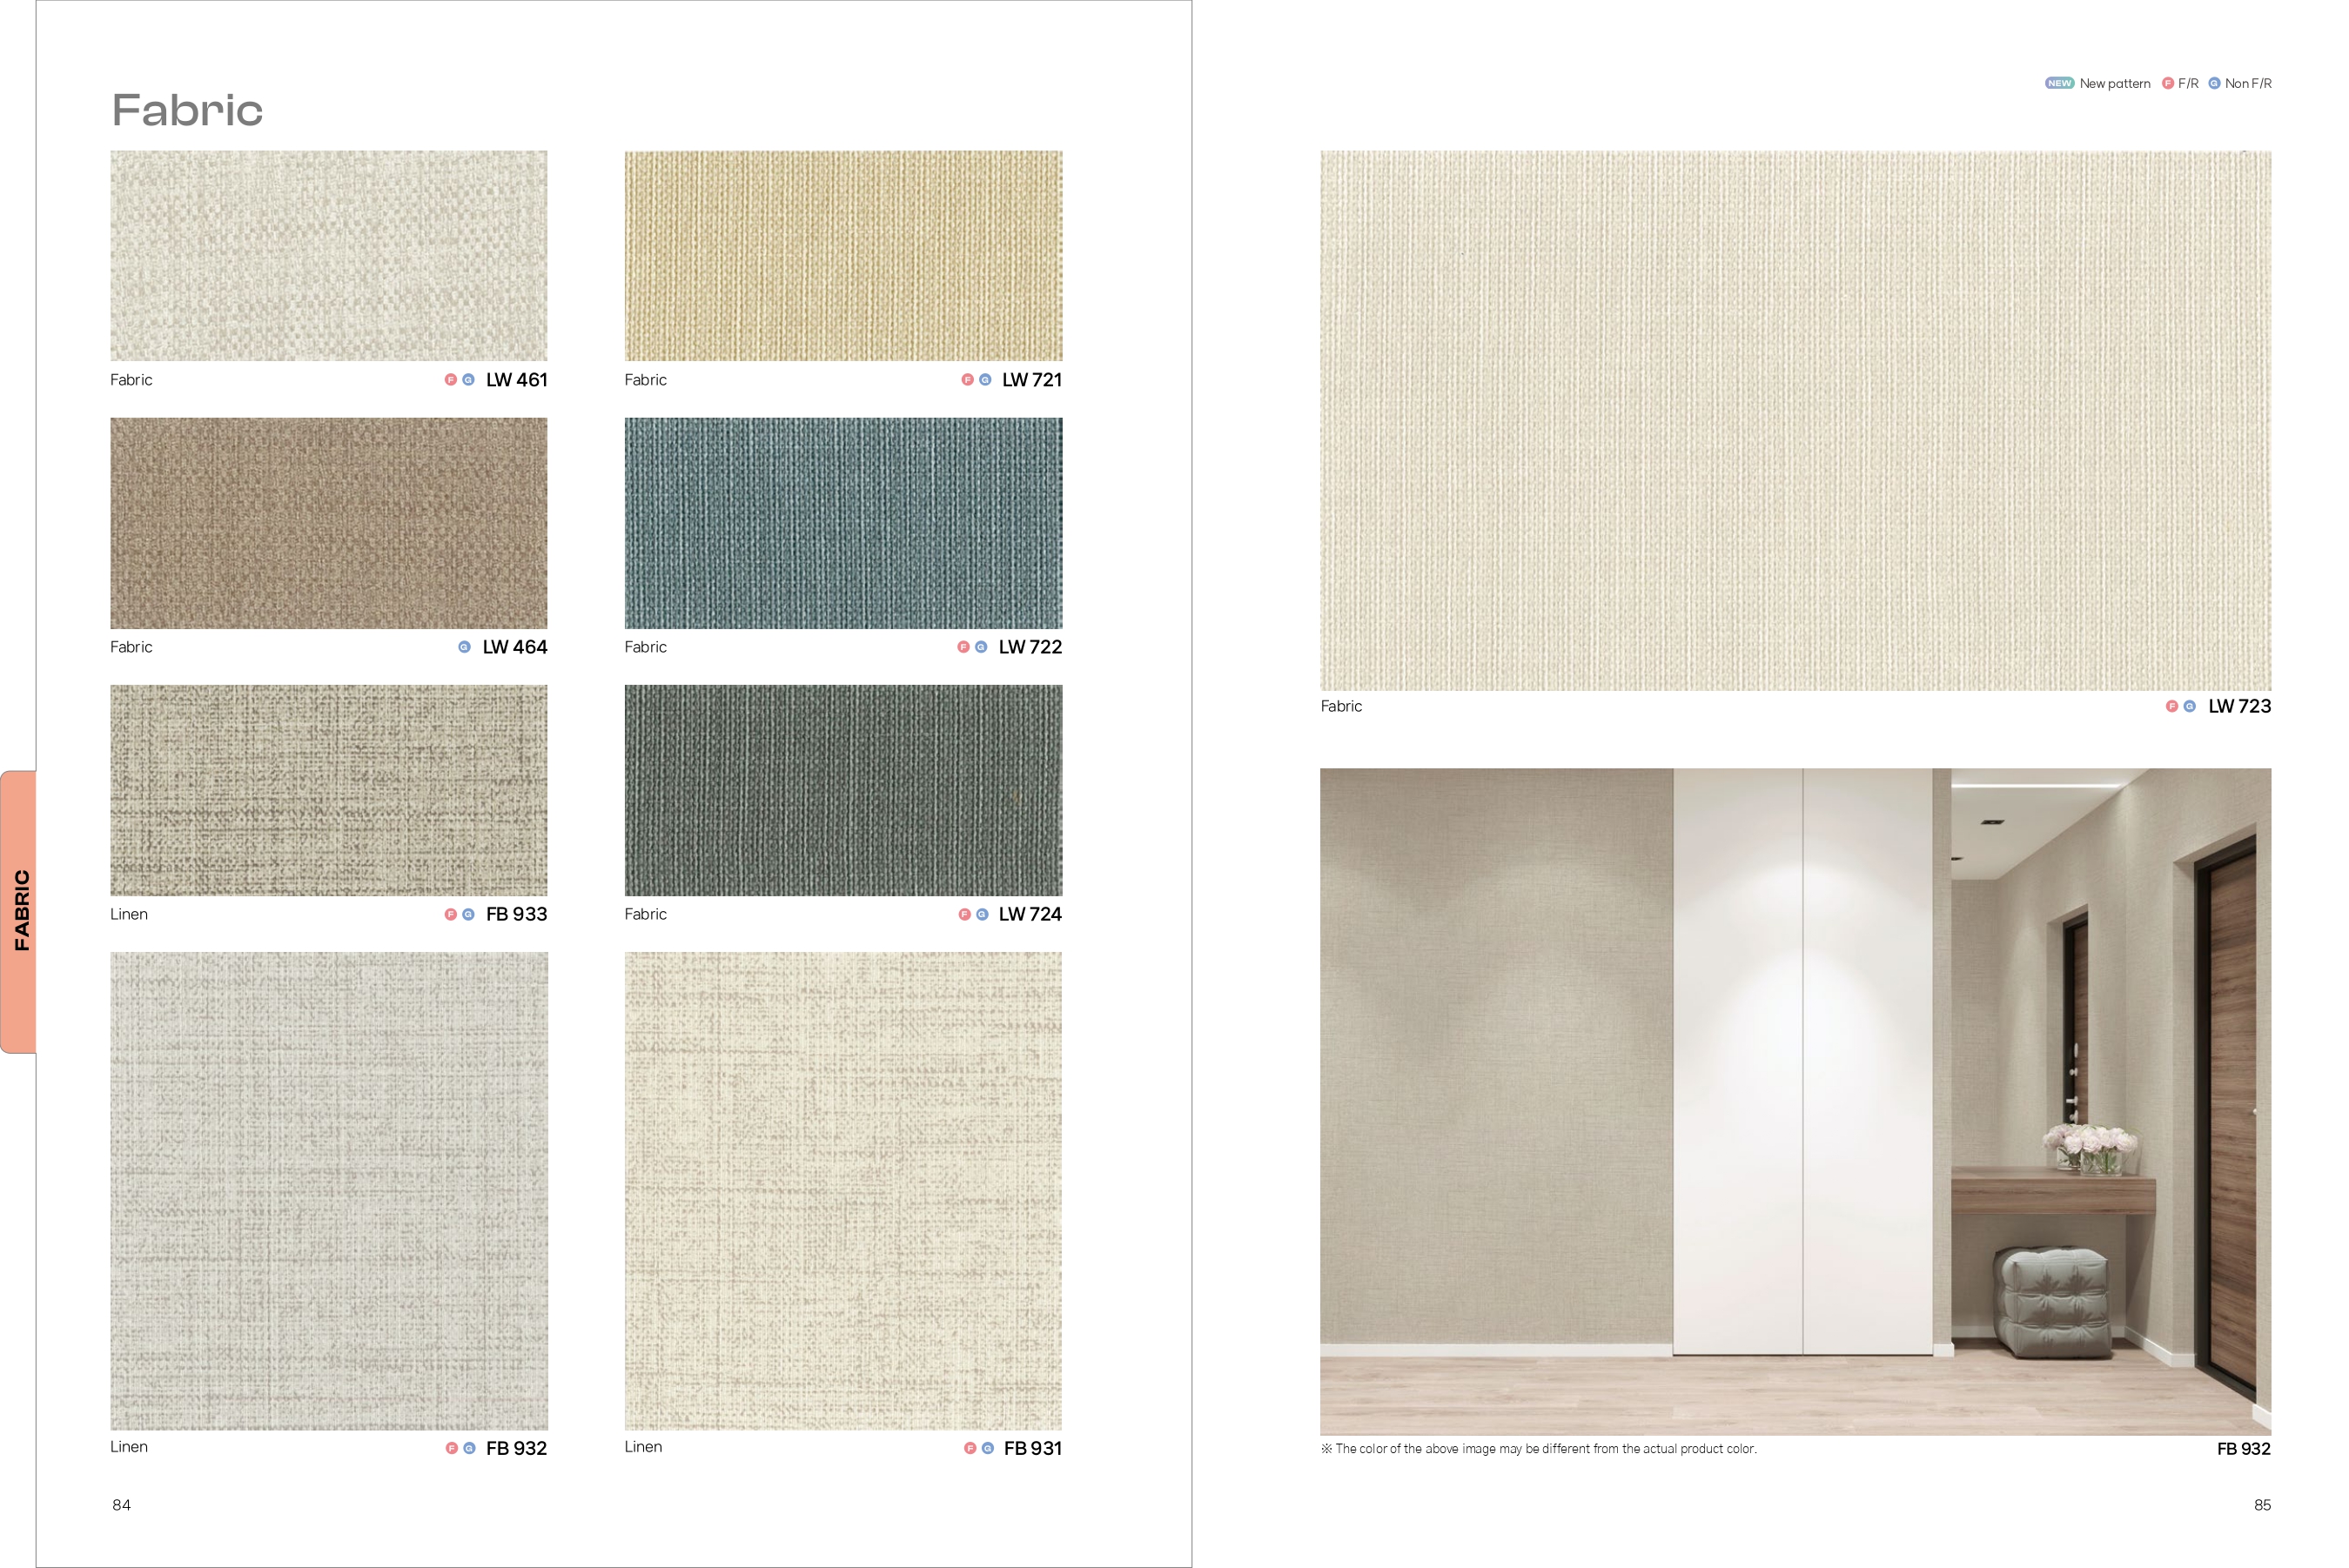 Fabric
NEW New pattern F F/R G Non F/R
Fabric F G LW 461
Fabric F G LW 721
Fabric G LW 464
Fabric F G LW 722
Linen F G FB 933
Fabric F G LW 724
Linen F G FB 932
Linen F G FB 931
FABRIC
84
Fabric F G LW 723
※ The color of the above image may be different from the actual product color.
FB 932
85